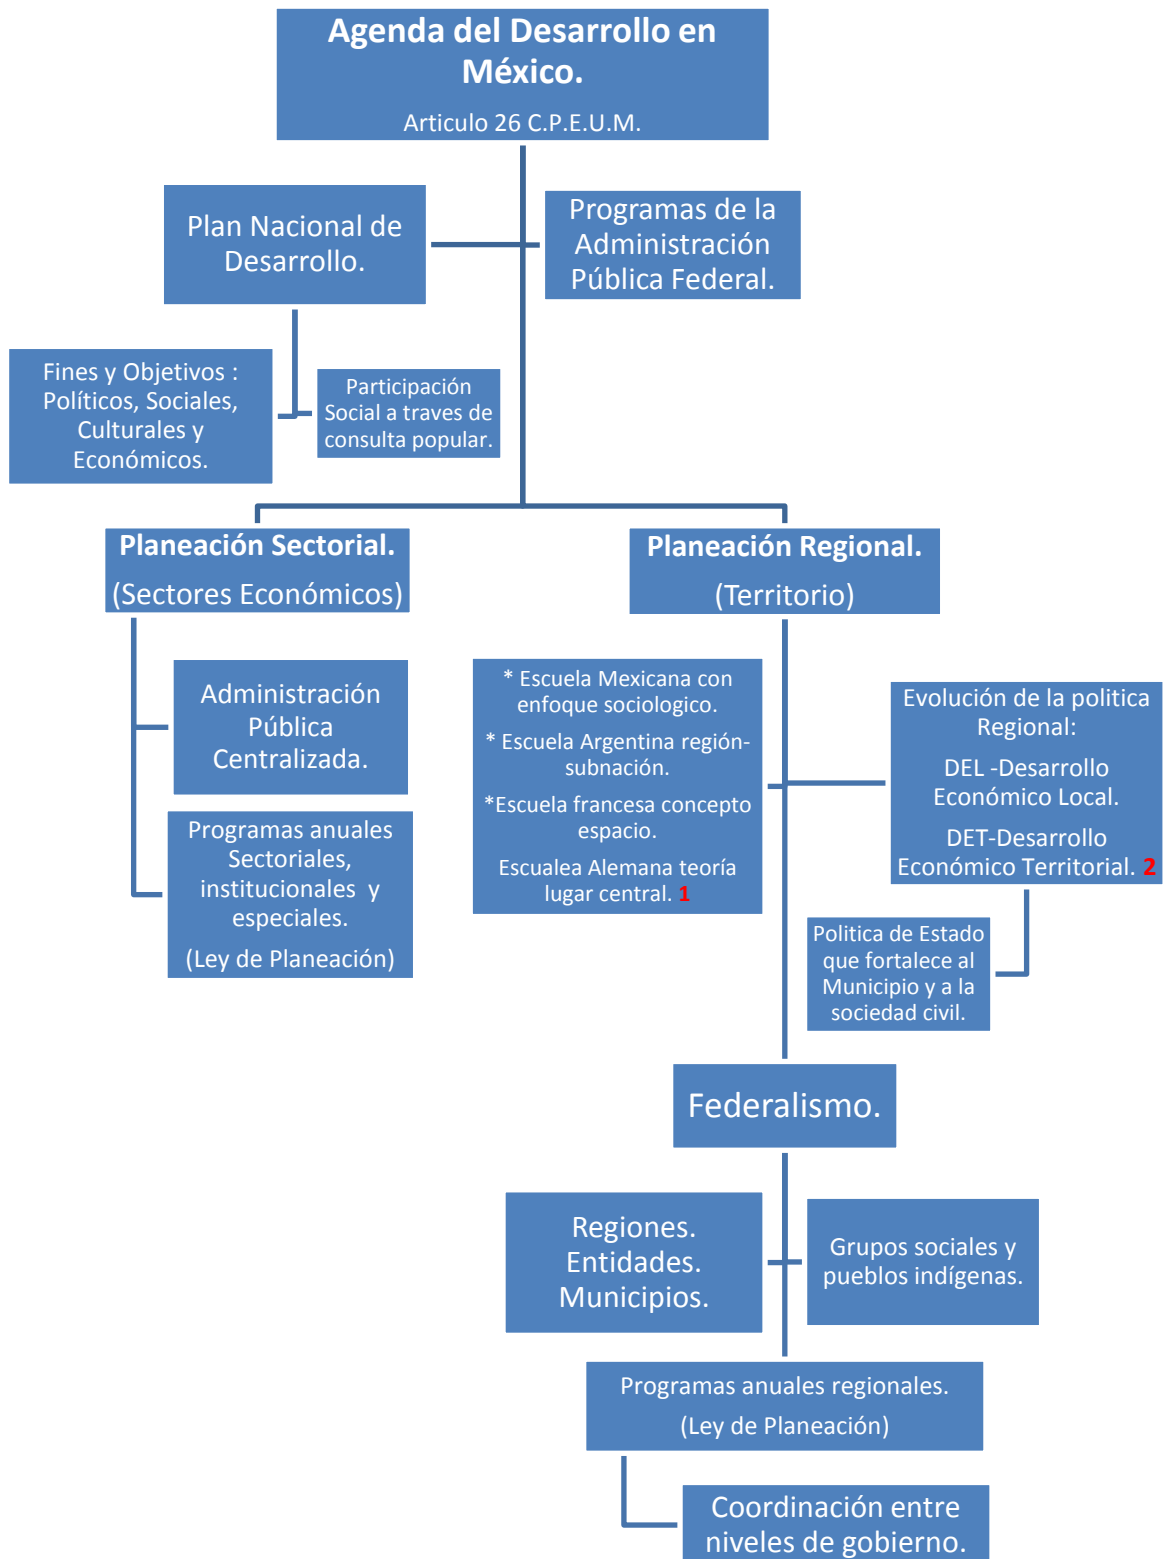 Agenda del Desarrollo en
México.
Articulo 26 C.P.E.U.M.
Plan Nacional de
Desarrollo.
Programas de la
Administración
Pública Federal.
Fines y Objetivos :
Políticos, Sociales,
Culturales y
Económicos.
Participación
Social a traves de
consulta popular.
Planeación Sectorial.
(Sectores Económicos)
Planeación Regional.
(Territorio)
Administración
Pública
Centralizada.
Programas anuales
Sectoriales,
institucionales y
especiales.
(Ley de Planeación)
* Escuela Mexicana con
enfoque sociologico.
* Escuela Argentina región-
subnación.
*Escuela francesa concepto
espacio.
Escualea Alemana teoría
lugar central. 1
Evolución de la politica
Regional:
DEL -Desarrollo
Económico Local.
DET-Desarrollo
Económico Territorial. 2
Politica de Estado
que fortalece al
Municipio y a la
sociedad civil.
Federalismo.
Regiones.
Entidades.
Municipios.
Grupos sociales y
pueblos indígenas.
Programas anuales regionales.
(Ley de Planeación)
Coordinación entre
niveles de gobierno.